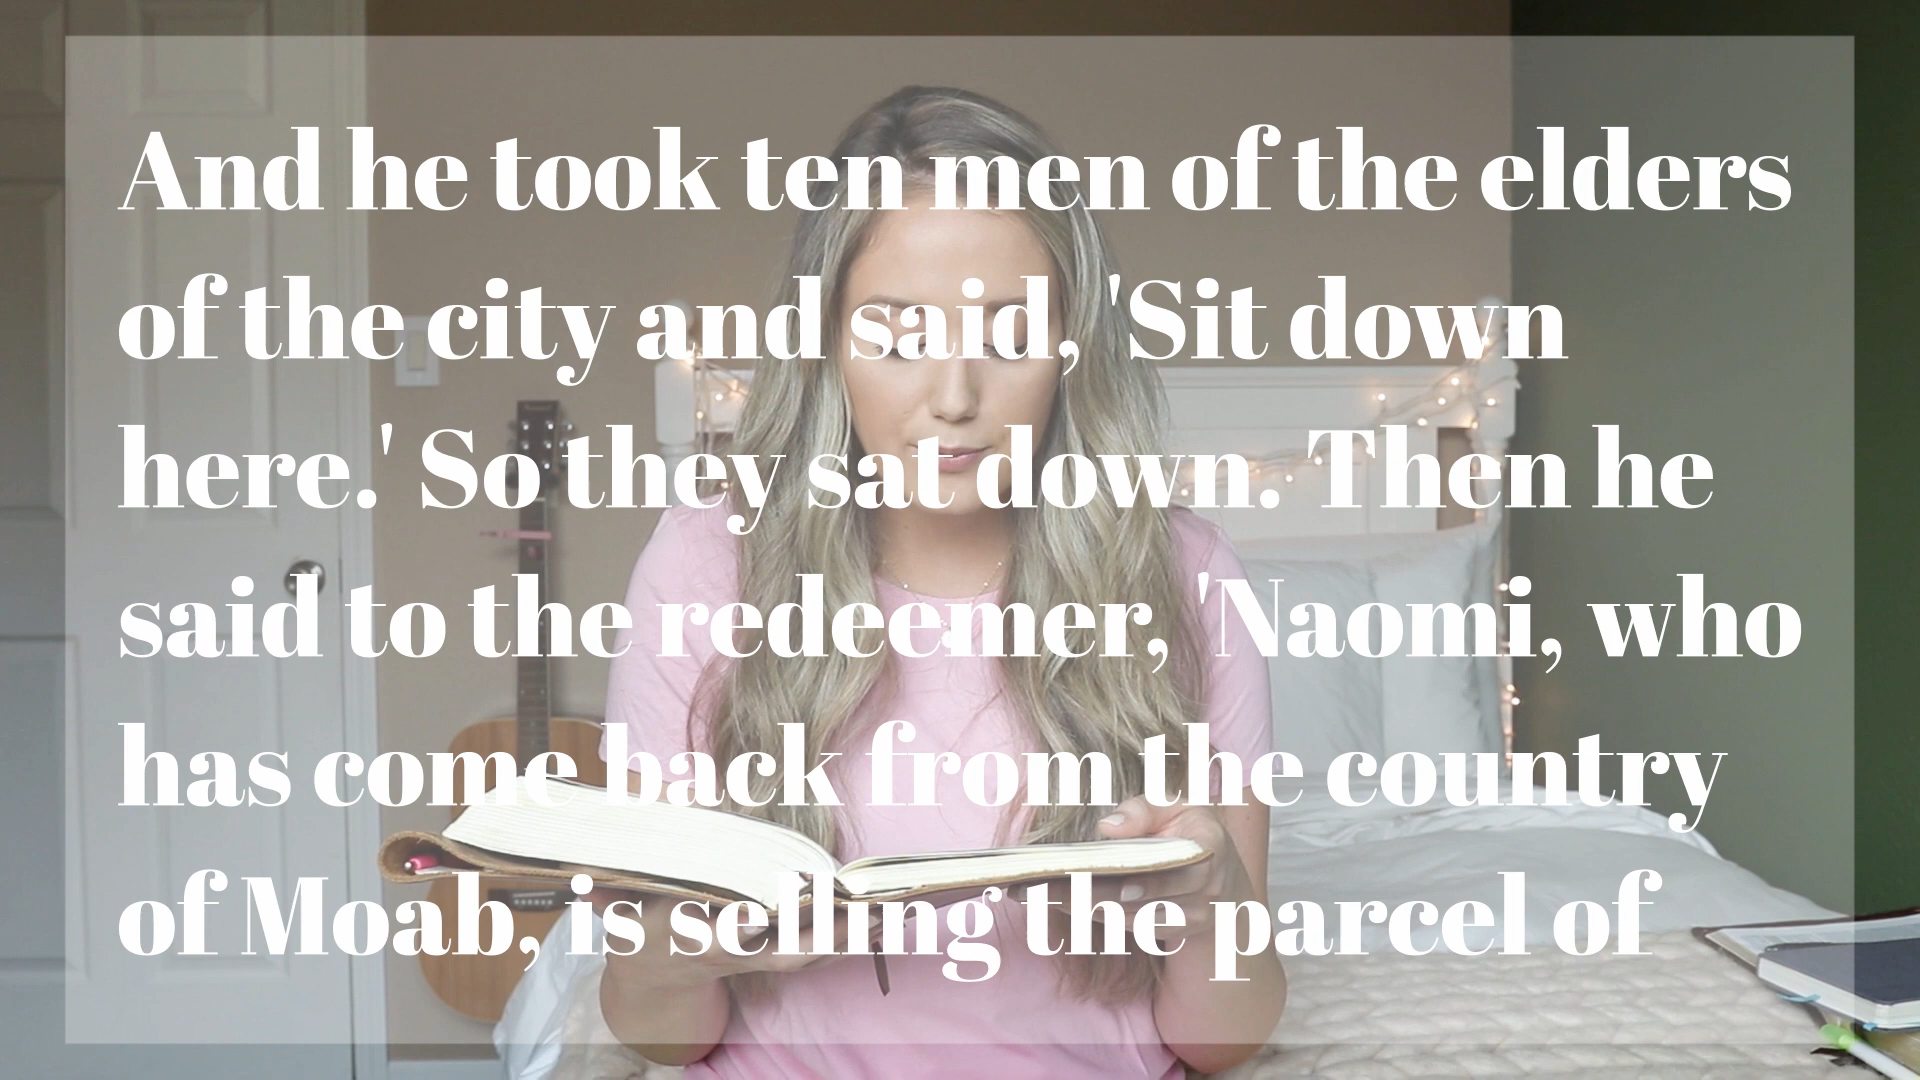 And he took ten men of the elders
of the city and said, 'Sit down
here.' So they sat down. Then he
said to the redeemer, 'Naomi, who
has come back from the country
of Moab, is selling the parcel of